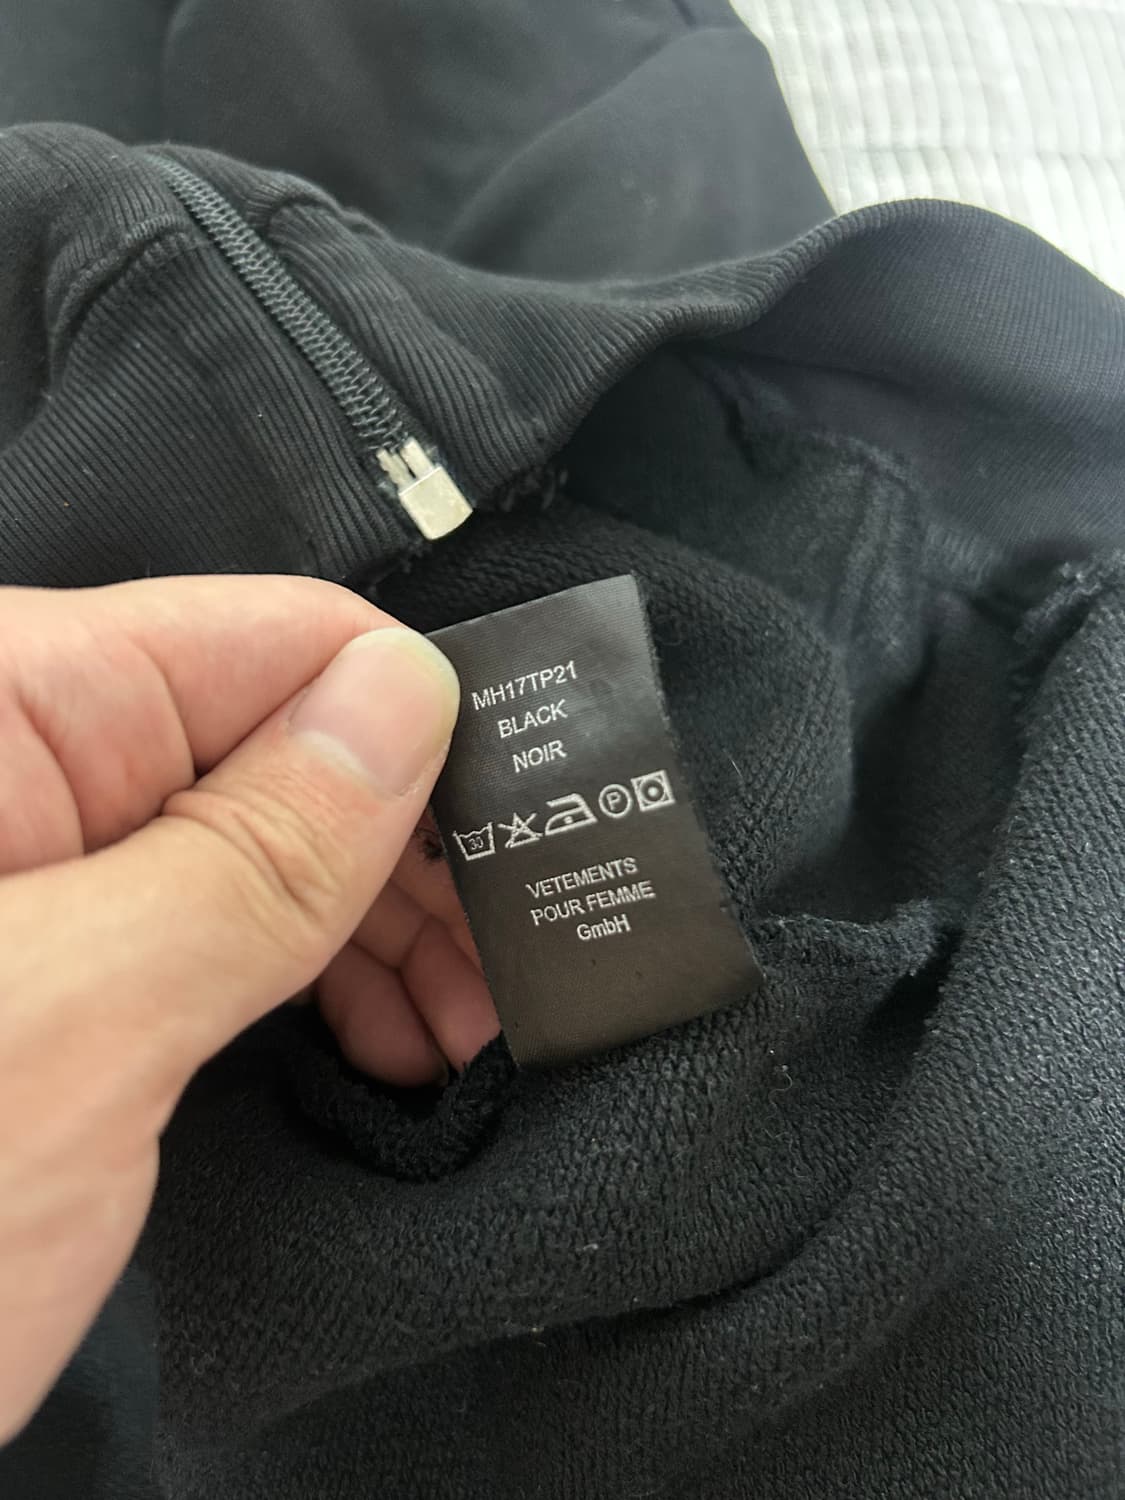 MH17TP21
BLACK
NOIR
30 P
VETEMENTS
POUR FEMME
GmbH